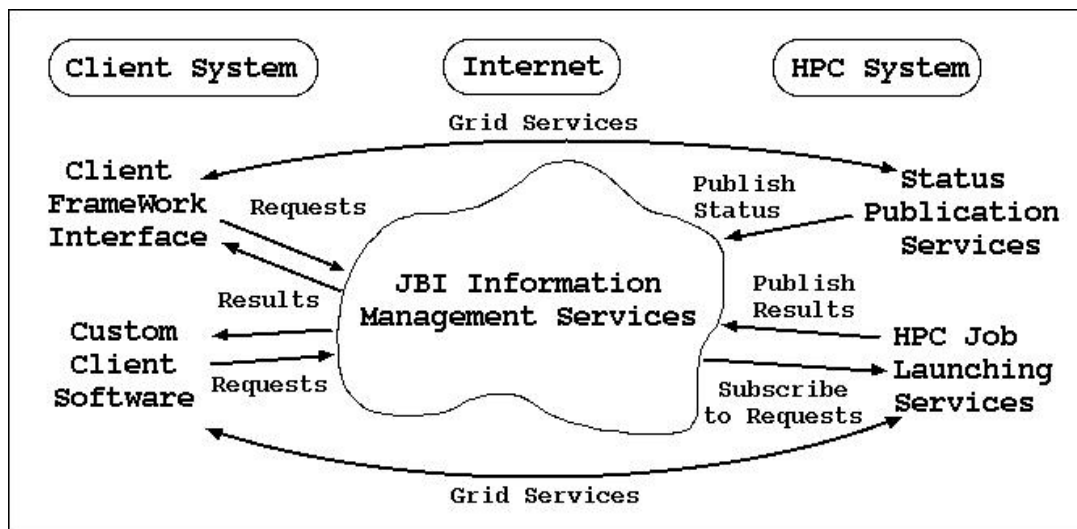 Client System
Internet
HPC System
Grid Services
Client
FrameWork
Interface
Requests
Publish
Status
Status
Publication
Services
JBI Information
Management Services
Results
Publish
Results
Custom
Client
Software
Requests
HPC Job
Launching
Services
Subscribe
to Requests
Grid Services